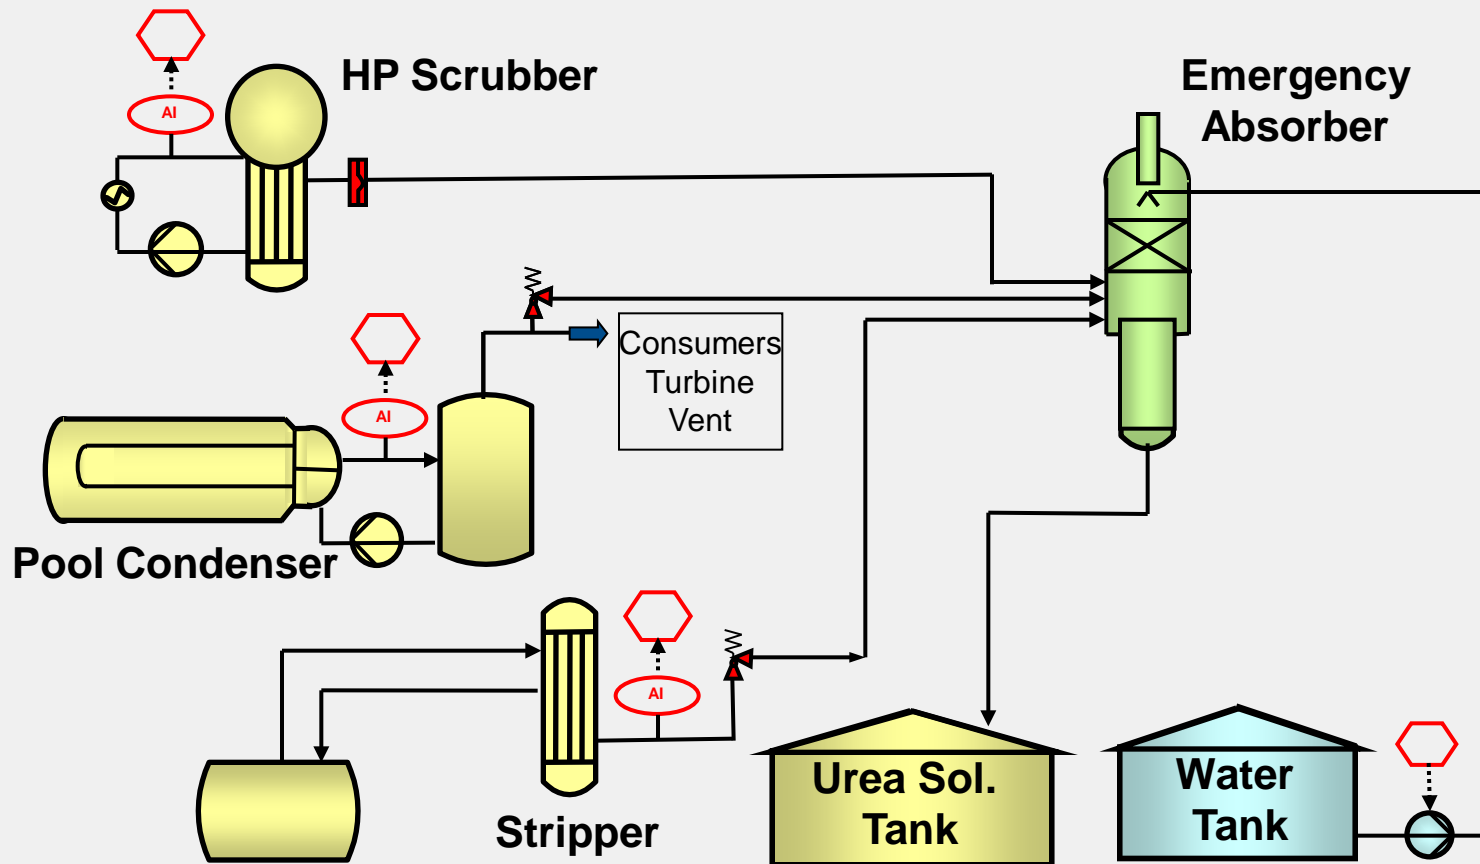 HP Scrubber
Emergency
Absorber
AI
Consumers
Turbine
Vent
AI
Pool Condenser
AI
Stripper
Urea Sol.
Tank
Water
Tank